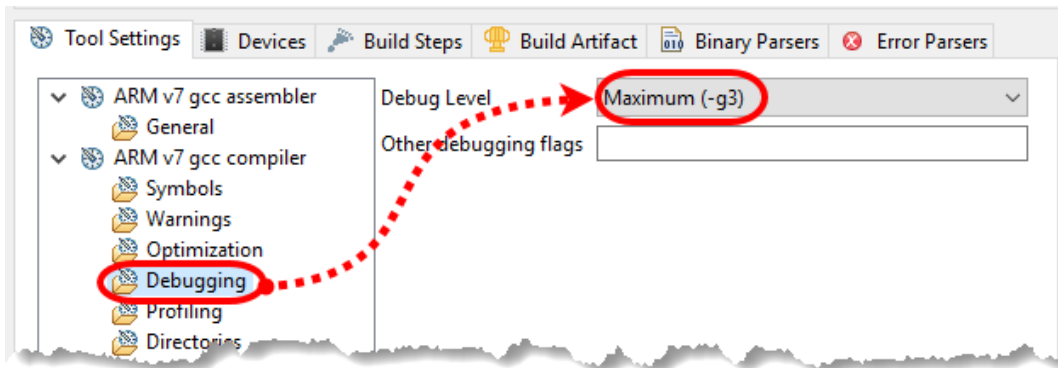 Tool Settings Devices Build Steps Build Artifact Binary Parsers Error Parsers
ARM v7 gcc assembler
General
ARM v7 gcc compiler
Symbols
Warnings
Optimization
Debugging
Profiling
Directories
Debug Level Maximum (-g3)
Other debugging flags